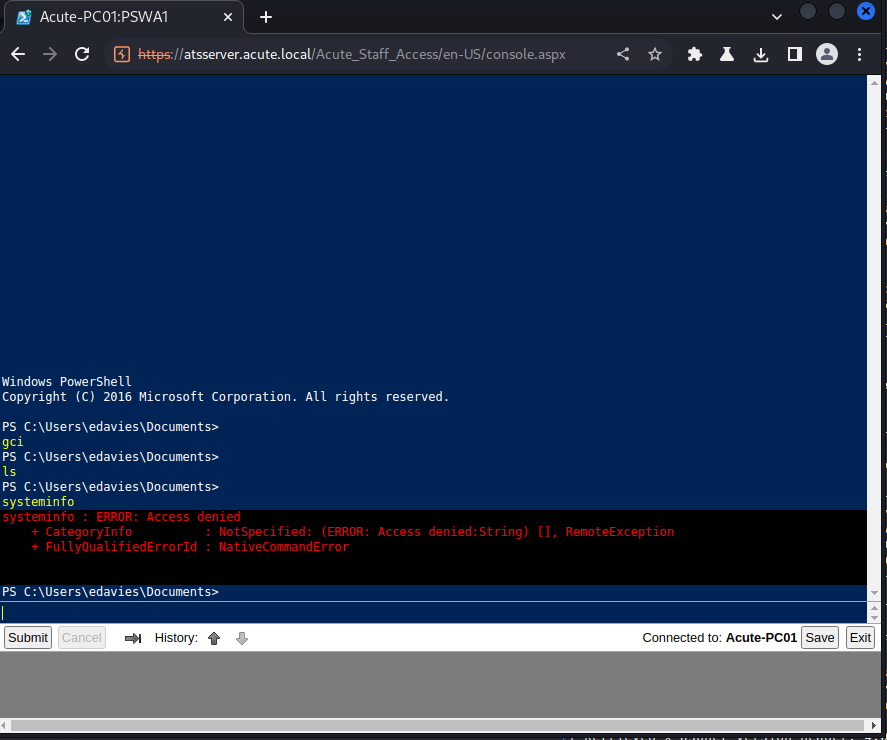 Acute-PC01:PSWA1
https://atsserver.acute.local/Acute_Staff_Access/en-US/console.aspx
Windows PowerShell
Copyright (C) 2016 Microsoft Corporation. All rights reserved.
PS C:\Users\edavies\Documents>
gci
PS C:\Users\edavies\Documents>
ls
PS C:\Users\edavies\Documents>
systeminfo
systeminfo : ERROR: Access denied
+ CategoryInfo : NotSpecified: (ERROR: Access denied:String) [], RemoteException
+ FullyQualifiedErrorId : NativeCommandError
PS C:\Users\edavies\Documents>
Submit Cancel History: Connected to: Acute-PC01 Save Exit